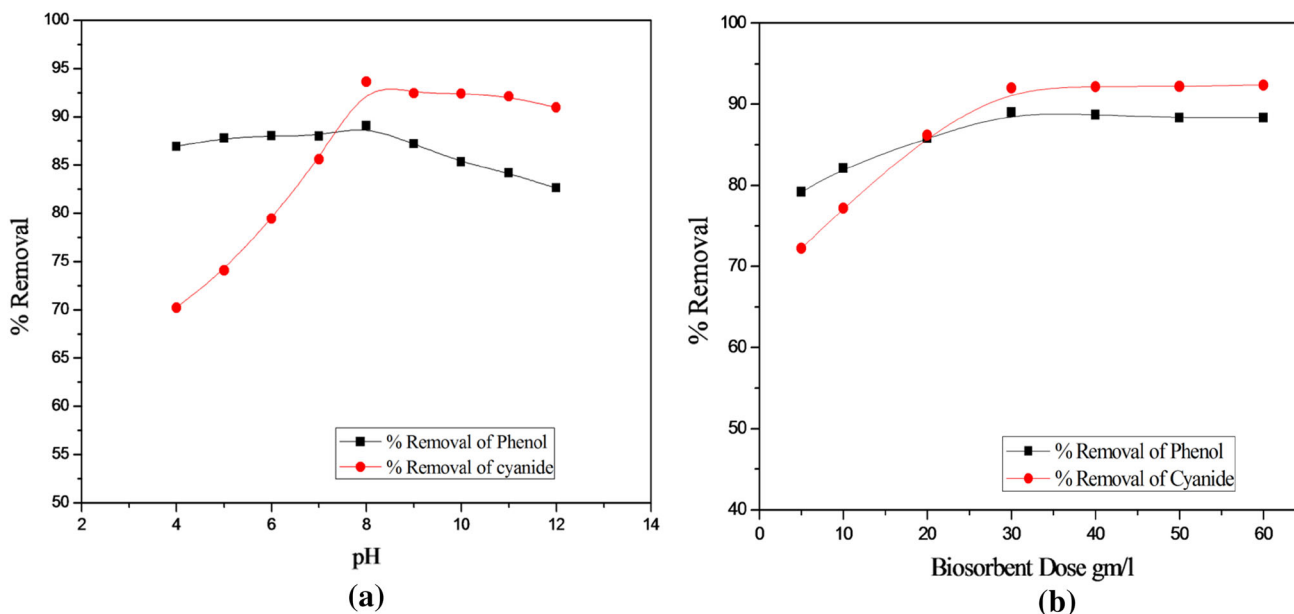 100
95
90
85
80
75
70
65
60
55
50
% Removal
% Removal of Phenol
% Removal of cyanide
2 4 6 8 10 12 14
pH
(a)
100
90
80
70
60
50
40
% Removal
% Removal of Phenol
% Removal of Cyanide
0 10 20 30 40 50 60
Biosorbent Dose gm/l
(b)